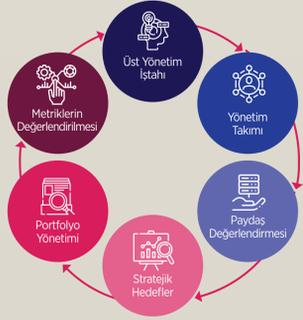 Üst Yönetim
İştahı
Yönetim
Takımı
Paydaş
Değerlendirmesi
Stratejik
Hedefler
Portfolyo
Yönetimi
Metriklerin
Değerlendirilmesi